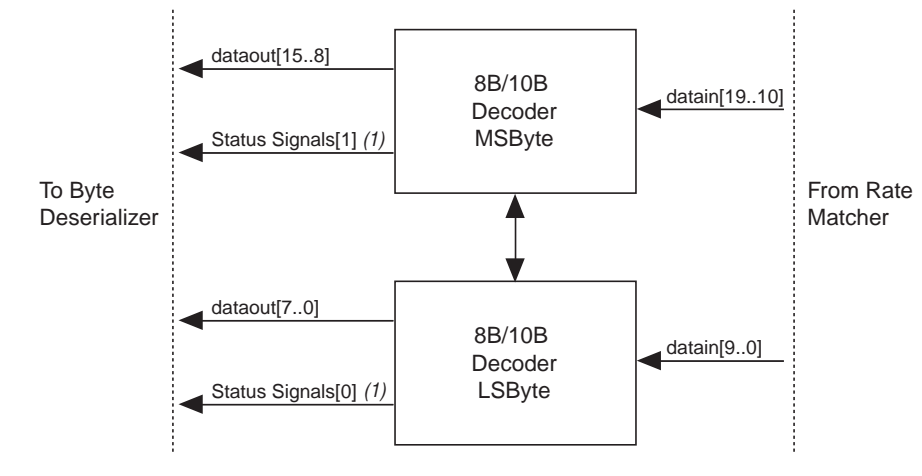 dataout[15..8]
8B/10B
Decoder
MSByte
datain[19..10]
Status Signals[1] (1)
To Byte
Deserializer
From Rate
Matcher
dataout[7..0]
8B/10B
Decoder
LSByte
datain[9..0]
Status Signals[0] (1)